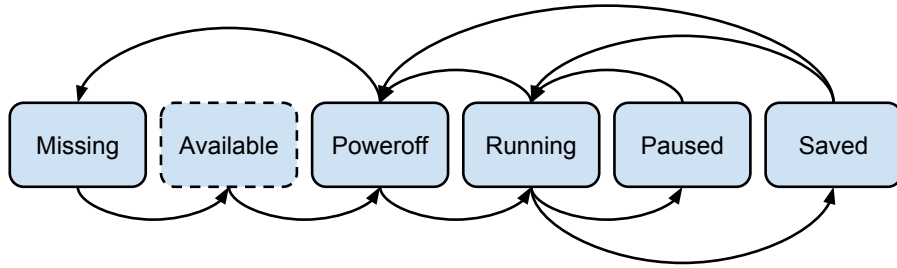 Missing
Available
Poweroff
Running
Paused
Saved